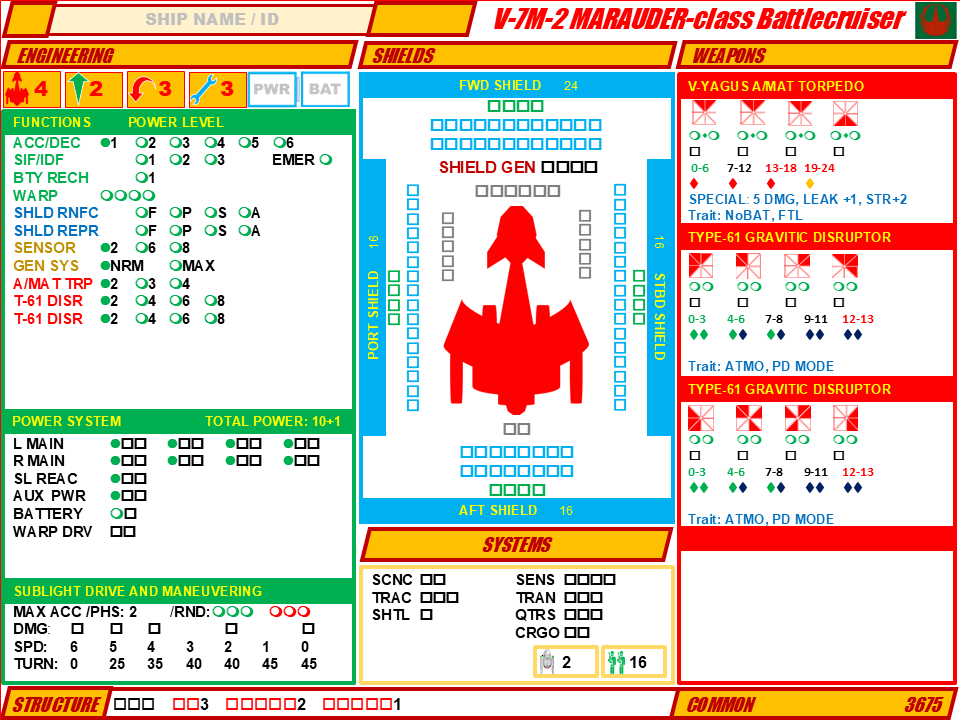 SHIP NAME / ID
V-7M-2 MARAUDER-class Battlecruiser
ENGINEERING
4 2 3 3 PWR BAT
FUNCTIONS POWER LEVEL
ACC/DEC 1 2 3 4 5 6
SIF/IDF 1 2 3 EMER
BTY RECH 1
WARP
SHLD RNFC F P S A
SHLD REPR F P S A
SENSOR 2 6 8
GEN SYS NRM MAX
A/MAT TRP 2 3 4
T-61 DISR 2 4 6 8
T-61 DISR 2 4 6 8
POWER SYSTEM TOTAL POWER: 10+1
L MAIN
R MAIN
SL REAC
AUX PWR
BATTERY
WARP DRV
SUBLIGHT DRIVE AND MANEUVERING
MAX ACC /PHS: 2 /RND:
DMG:
SPD: 6 5 4 3 2 1 0
TURN: 0 25 35 40 40 45 45
SHIELDS
FWD SHIELD 24
SHIELD GEN
PORT SHIELD 16
STBD SHIELD 16
AFT SHIELD 16
SYSTEMS
SCNC SENS
TRAC TRAN
SHTL QTRS
CRGO
2 16
WEAPONS
V-YAGUS A/MAT TORPEDO
0-6 7-12 13-18 19-24
SPECIAL: 5 DMG, LEAK +1, STR+2
Trait: NoBAT, FTL
TYPE-61 GRAVITIC DISRUPTOR
0-3 4-6 7-8 9-11 12-13
Trait: ATMO, PD MODE
TYPE-61 GRAVITIC DISRUPTOR
0-3 4-6 7-8 9-11 12-13
Trait: ATMO, PD MODE
STRUCTURE 3 2 1
COMMON 3675